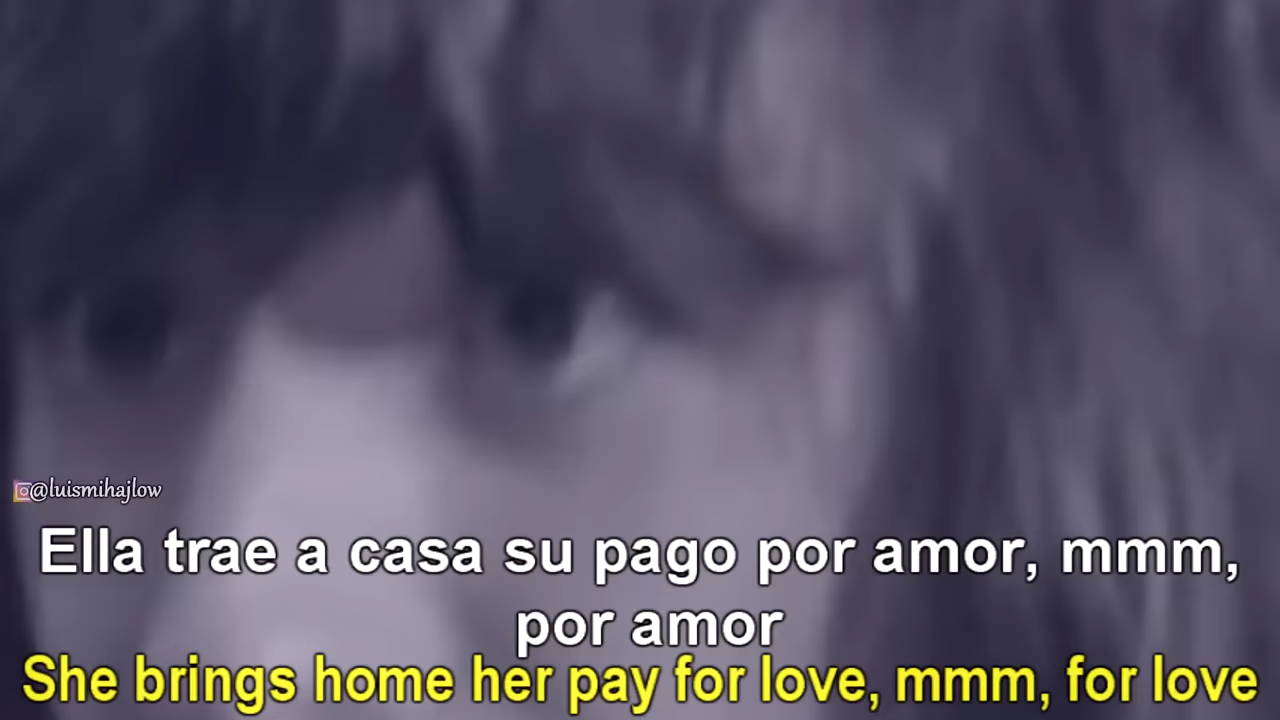 @luismihajlow
Ella trae a casa su pago por amor, mmm,
por amor
She brings home her pay for love, mmm, for love